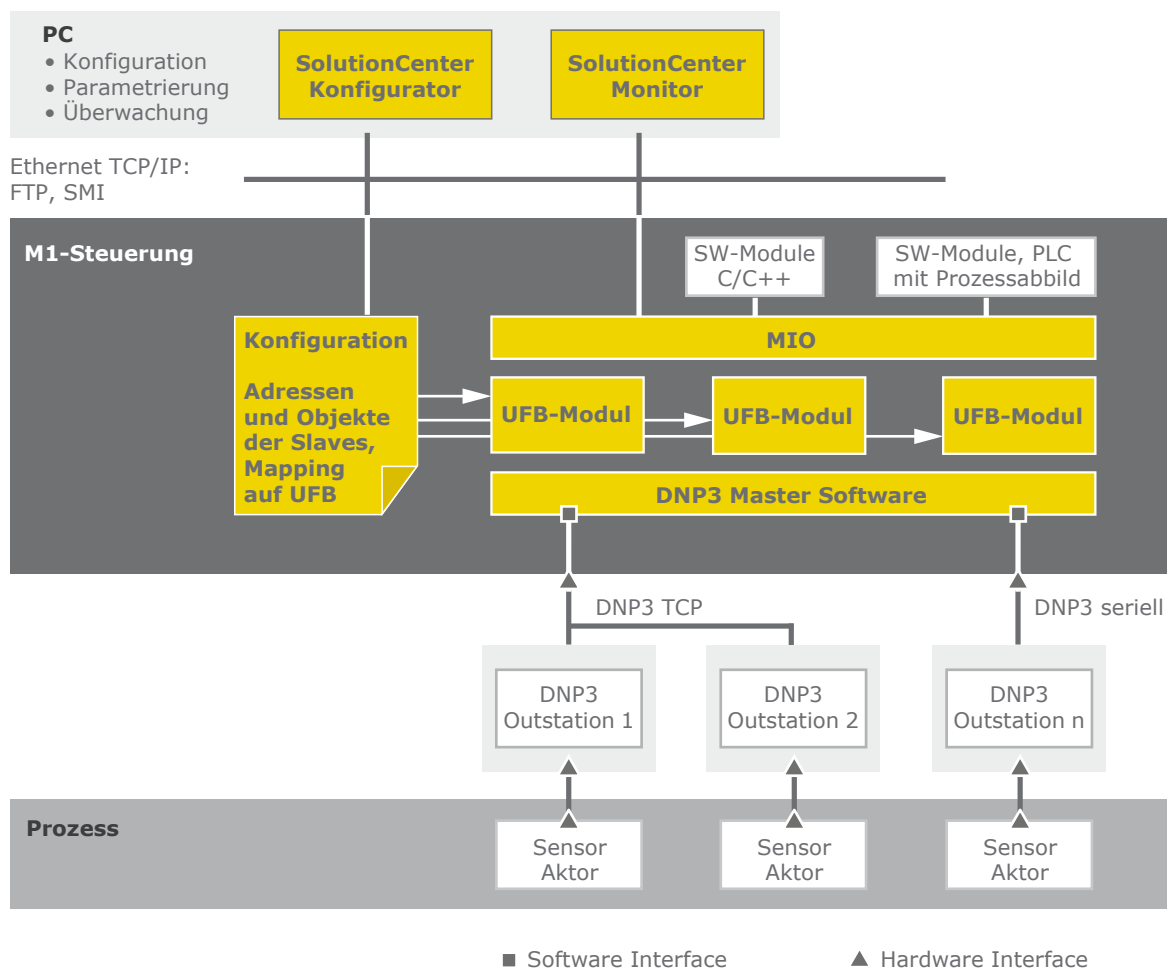 PC
• Konfiguration
• Parametrierung
• Überwachung
SolutionCenter
Konfigurator
SolutionCenter
Monitor
Ethernet TCP/IP:
FTP, SMI
M1-Steuerung
SW-Module
C/C++
SW-Module, PLC
mit Prozessabbild
Konfiguration
Adressen
und Objekte
der Slaves,
Mapping
auf UFB
MIO
UFB-Modul
UFB-Modul
UFB-Modul
DNP3 Master Software
DNP3 TCP
DNP3 seriell
DNP3
Outstation 1
DNP3
Outstation 2
DNP3
Outstation n
Prozess
Sensor
Aktor
Sensor
Aktor
Sensor
Aktor
Software Interface
Hardware Interface